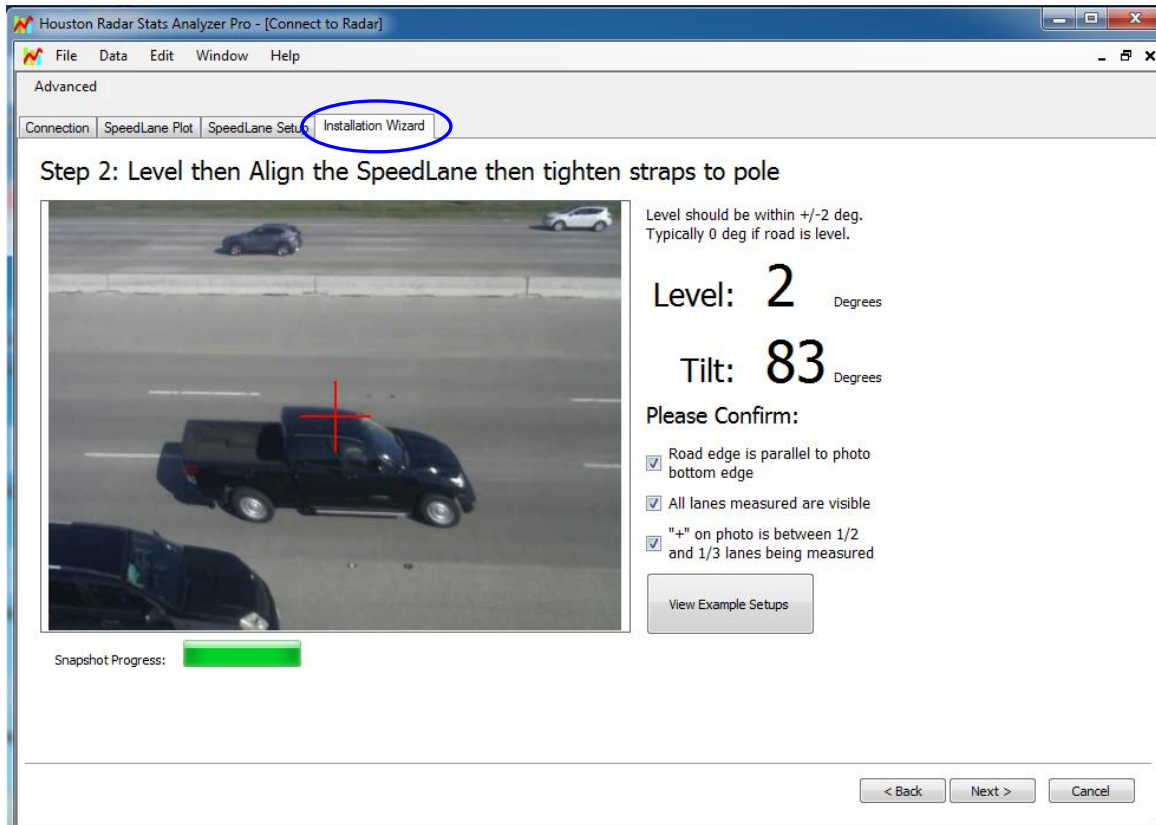 Houston Radar Stats Analyzer Pro - [Connect to Radar]
File Data Edit Window Help
Advanced
Connection SpeedLane Plot SpeedLane Setup Installation Wizard
Step 2: Level then Align the SpeedLane then tighten straps to pole
Level should be within +/-2 deg.
Typically 0 deg if road is level.
Level: 2 Degrees
Tilt: 83 Degrees
Please Confirm:
Road edge is parallel to photo
bottom edge
All lanes measured are visible
"+" on photo is between 1/2
and 1/3 lanes being measured
View Example Setups
Snapshot Progress:
< Back Next > Cancel